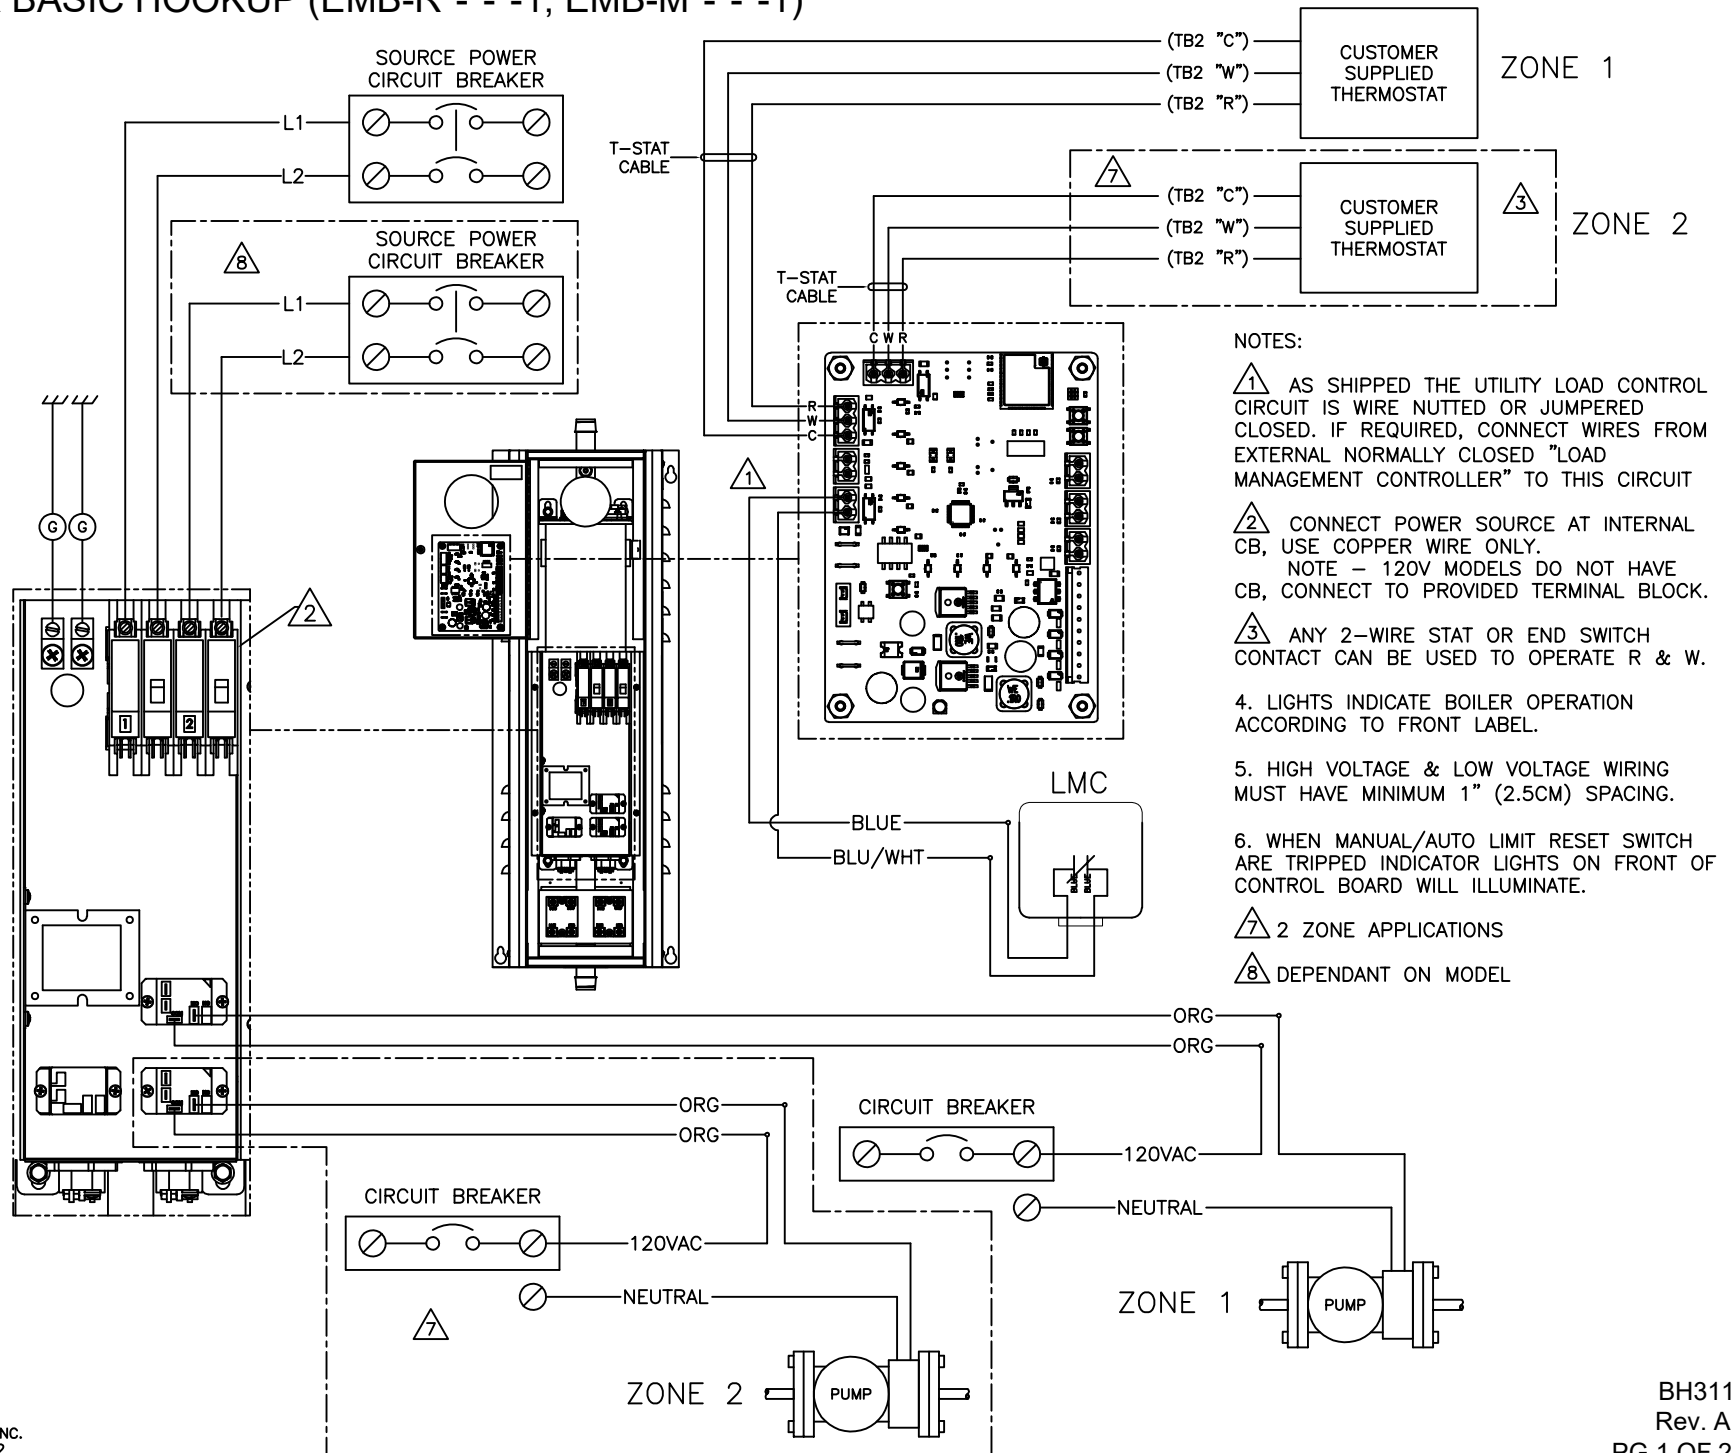 BASIC HOOKUP (EMB-R - - -1, EMB-M - - -1)
SOURCE POWER
CIRCUIT BREAKER
L1
L2
8
SOURCE POWER
CIRCUIT BREAKER
L1
L2
G
G
2
1
2
T-STAT
CABLE
(TB2 "C")
(TB2 "W")
(TB2 "R")
CUSTOMER
SUPPLIED
THERMOSTAT
ZONE 1
7
(TB2 "C")
(TB2 "W")
(TB2 "R")
CUSTOMER
SUPPLIED
THERMOSTAT
3
ZONE 2
T-STAT
CABLE
C W R
R
W
C
1
LMC
BLUE
BLU/WHT
BLUE
BLUE
NOTES:
1 AS SHIPPED THE UTILITY LOAD CONTROL
CIRCUIT IS WIRE NUTTED OR JUMPERED
CLOSED. IF REQUIRED, CONNECT WIRES FROM
EXTERNAL NORMALLY CLOSED "LOAD
MANAGEMENT CONTROLLER" TO THIS CIRCUIT
2 CONNECT POWER SOURCE AT INTERNAL
CB, USE COPPER WIRE ONLY.
NOTE - 120V MODELS DO NOT HAVE
CB, CONNECT TO PROVIDED TERMINAL BLOCK.
3 ANY 2-WIRE STAT OR END SWITCH
CONTACT CAN BE USED TO OPERATE R & W.
4. LIGHTS INDICATE BOILER OPERATION
ACCORDING TO FRONT LABEL.
5. HIGH VOLTAGE & LOW VOLTAGE WIRING
MUST HAVE MINIMUM 1" (2.5CM) SPACING.
6. WHEN MANUAL/AUTO LIMIT RESET SWITCH
ARE TRIPPED INDICATOR LIGHTS ON FRONT OF
CONTROL BOARD WILL ILLUMINATE.
7 2 ZONE APPLICATIONS
8 DEPENDANT ON MODEL
ORG
ORG
ORG
ORG
CIRCUIT BREAKER
120VAC
NEUTRAL
CIRCUIT BREAKER
120VAC
NEUTRAL
7
ZONE 1
PUMP
ZONE 2
PUMP
BH311
Rev. A
PG 1 OF 2
NC.